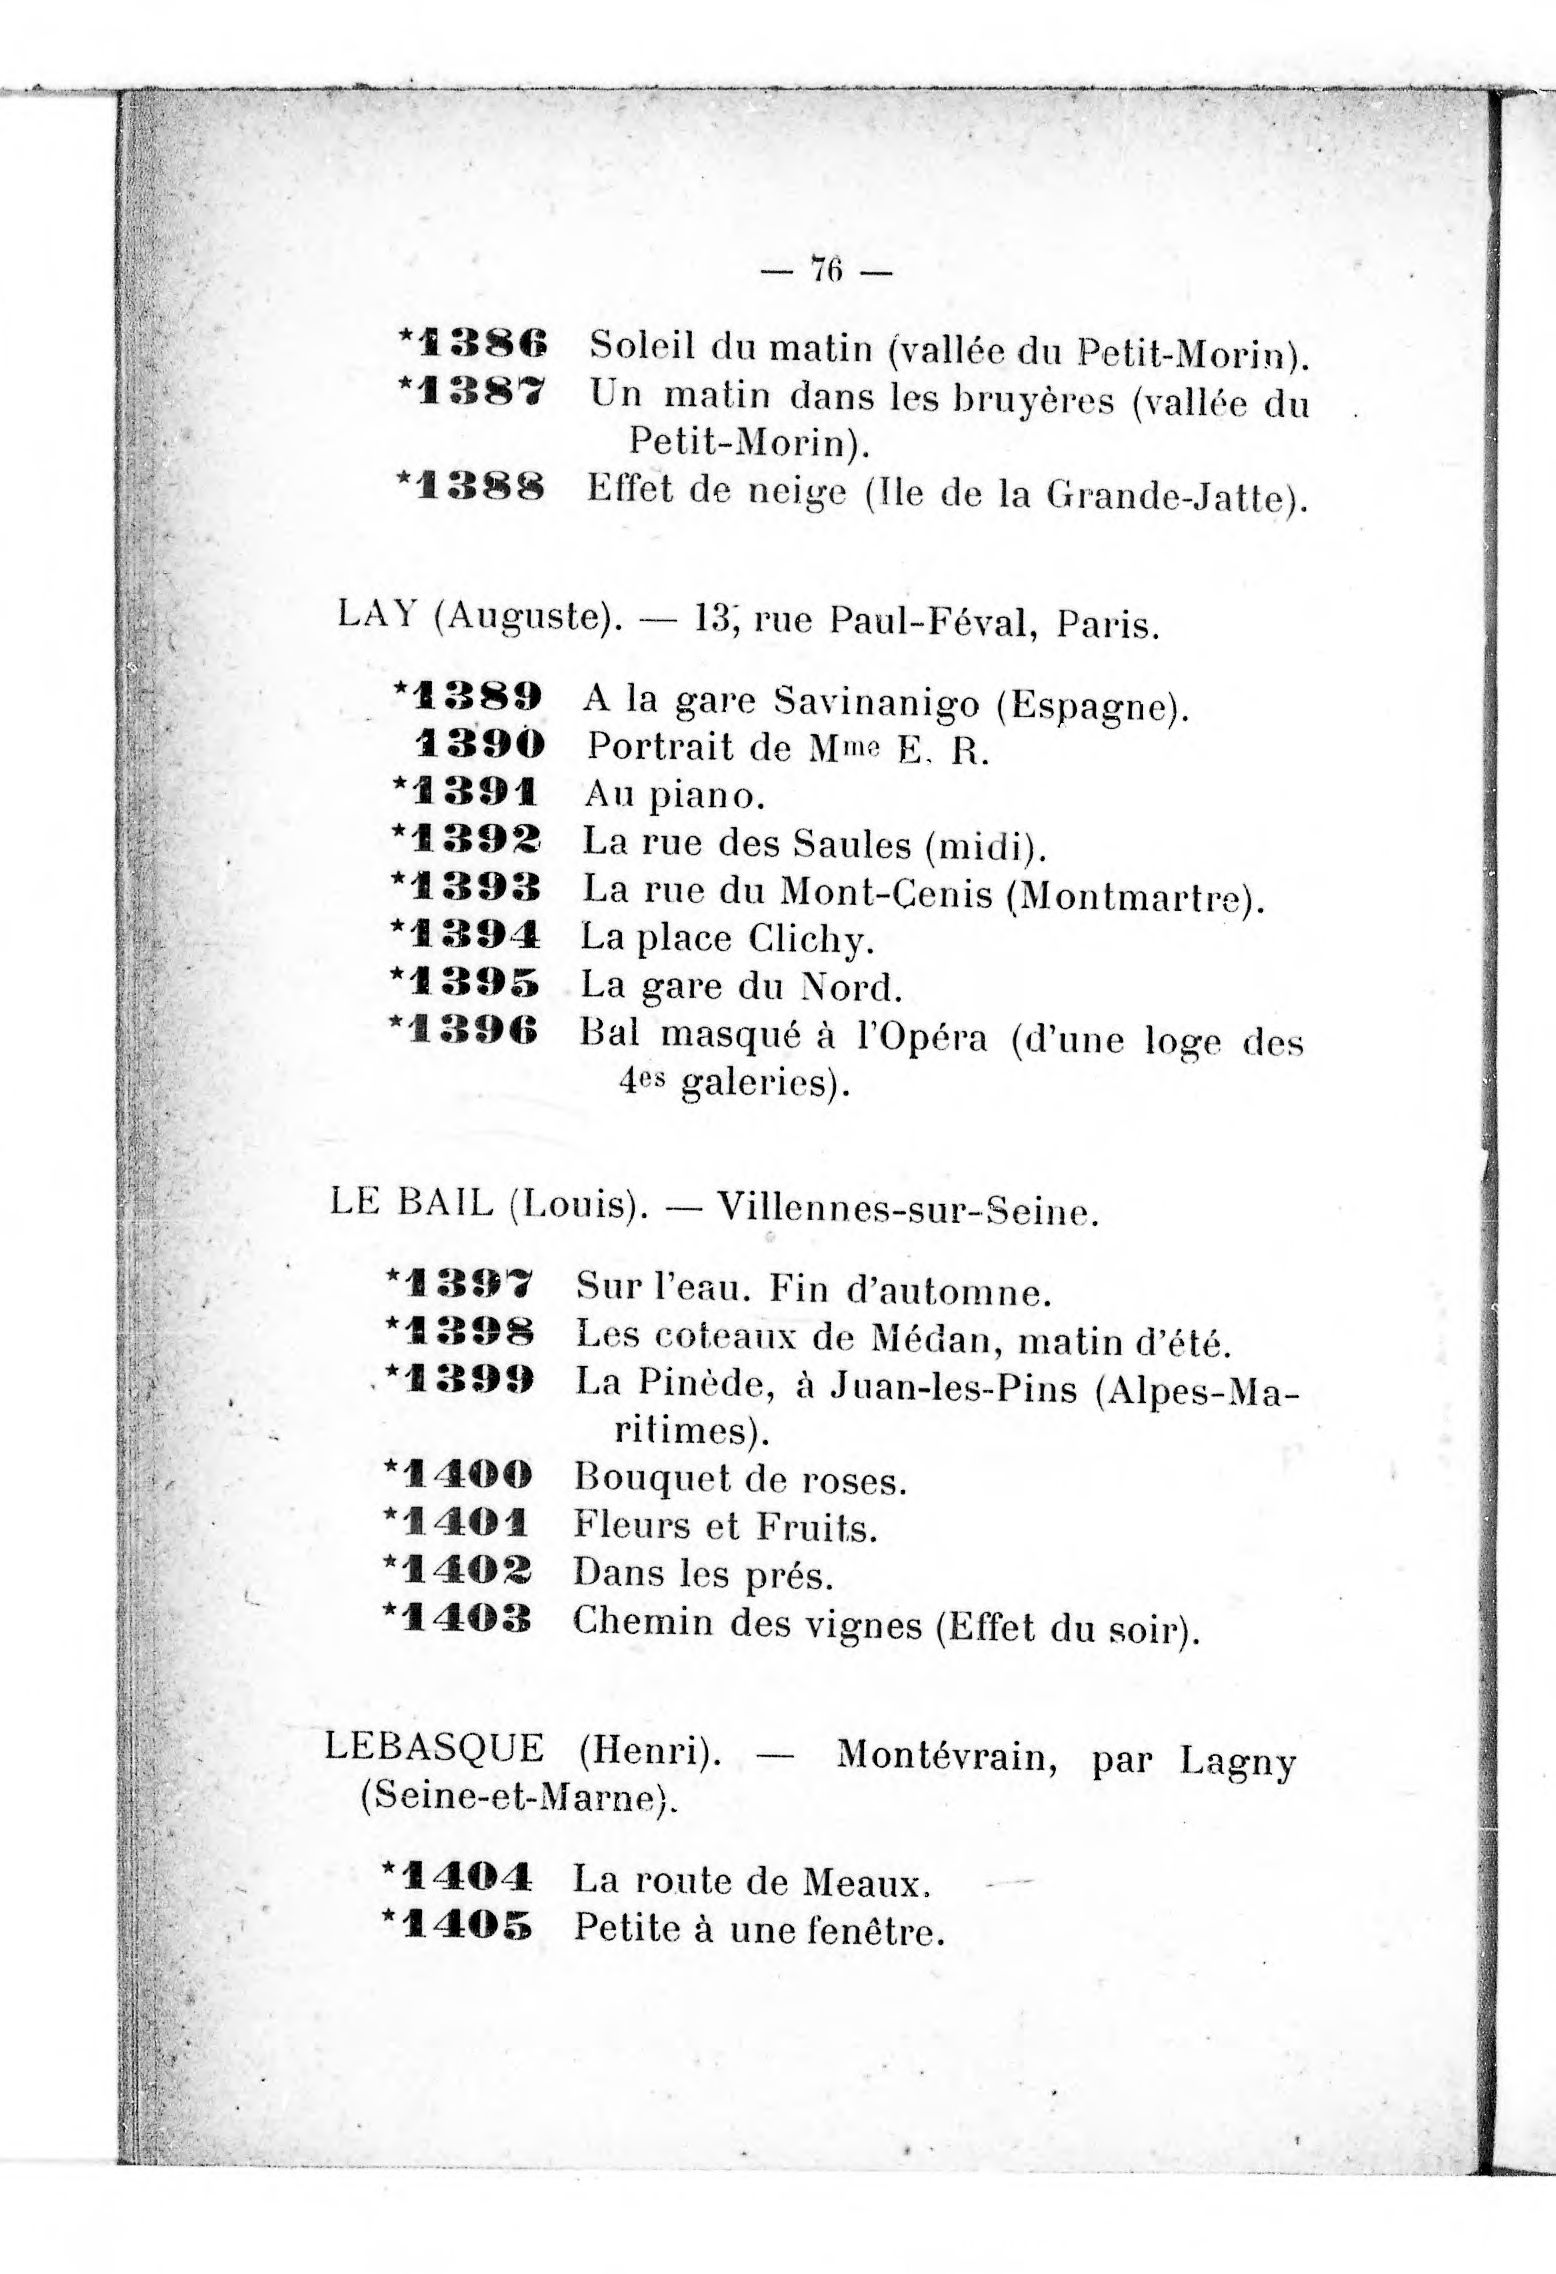 — 76 —
*1386 Soleil du matin (vallée du Petit-Morin).
*1387 Un matin dans les bruyères (vallée du
Petit-Morin).
*1388 Effet de neige (Ile de la Grande-Jatte).
LAY (Auguste). — 13, rue Paul-Féval, Paris.
*1389 A la gare Savinanigo (Espagne).
1390 Portrait de Mme E. R.
*1391 Au piano.
*1392 La rue des Saules (midi).
*1393 La rue du Mont-Cenis (Montmartre).
*1394 La place Clichy.
*1395 La gare du Nord.
*1396 Bal masqué à l'Opéra (d'une loge des
4es galeries).
LE BAIL (Louis). — Villennes-sur-Seine.
*1397 Sur l'eau. Fin d'automne.
*1398 Les coteaux de Médan, matin d'été.
*1399 La Pinède, à Juan-les-Pins (Alpes-Ma-
ritimes).
*1400 Bouquet de roses.
*1401 Fleurs et Fruits.
*1402 Dans les prés.
*1403 Chemin des vignes (Effet du soir).
LEBASQUE (Henri). — Montévrain, par Lagny
(Seine-et-Marne).
*1404 La route de Meaux.
*1405 Petite à une fenêtre.